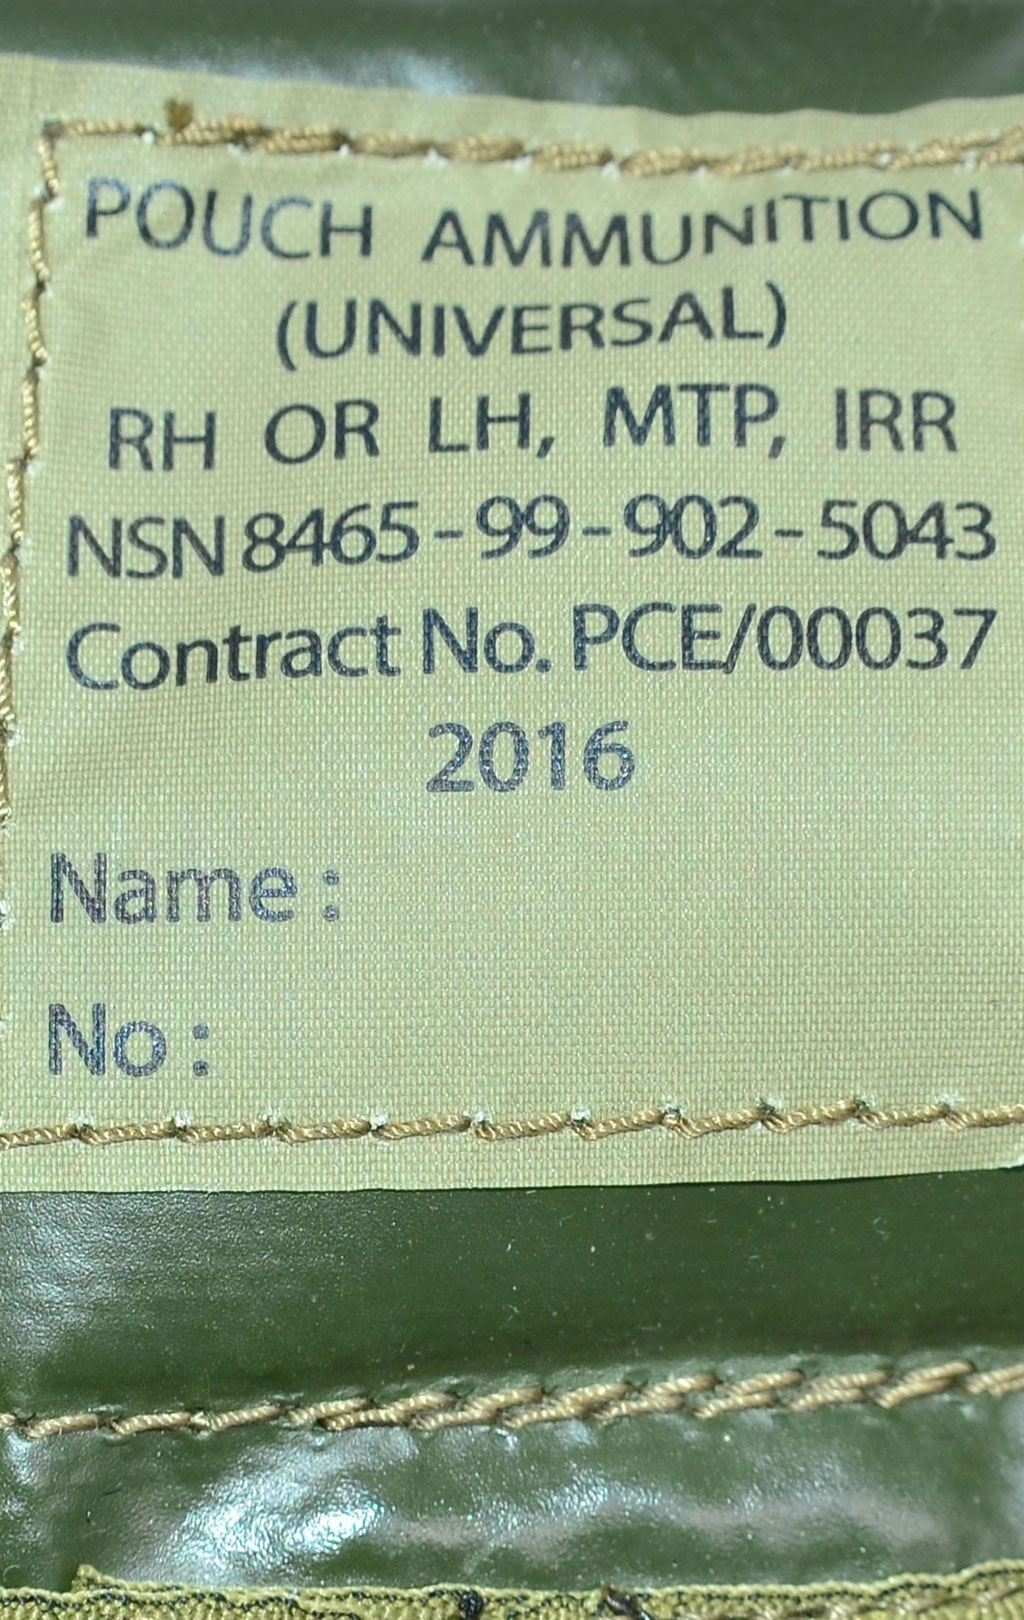 POUCH AMMUNITION
(UNIVERSAL)
RH OR LH, MTP, IRR
NSN 8465-99-902-5043
Contract No. PCE/00037
2016
Name :
No :